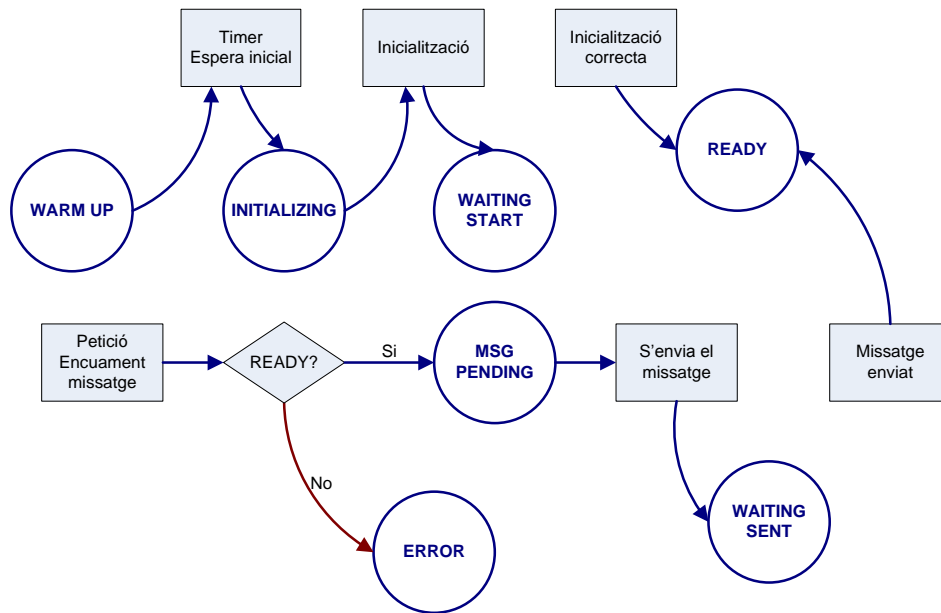 Timer
Espera inicial
Inicialització
Inicialització
correcta
WARM UP
INITIALIZING
WAITING
START
READY
Petició
Encuament
missatge
READY?
Si
MSG
PENDING
S'envia el
missatge
Missatge
enviat
No
ERROR
WAITING
SENT